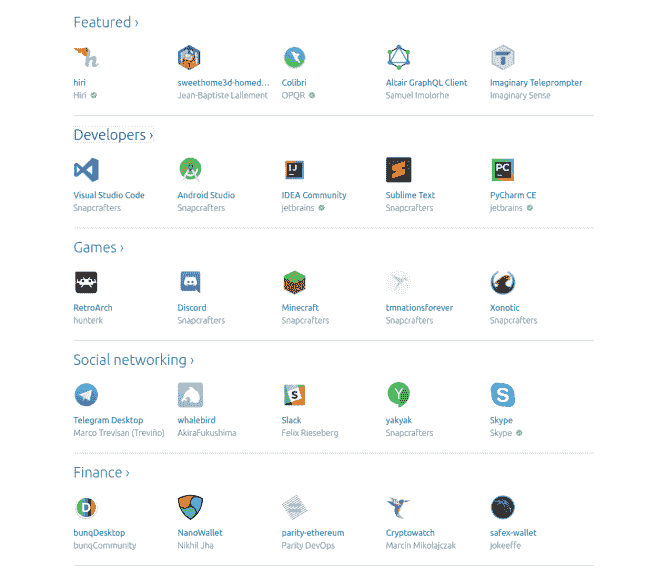 Featured ›
hiri sweethome3d-homed... Colibri Altair GraphQL Client Imaginary Teleprompter
Hiri Jean-Baptiste Lallement OPQR Samuel Imolorhe Imaginary Sense
Developers ›
Visual Studio Code Android Studio IDEA Community Sublime Text PyCharm CE
Snapcrafters Snapcrafters jetbrains Snapcrafters jetbrains
Games ›
RetroArch Discord Minecraft tmnationsforever Xonotic
hunterk Snapcrafters Snapcrafters Snapcrafters Snapcrafters
Social networking ›
Telegram Desktop whalebird Slack yakyak Skype
Marco Trevisan (Treviño) AkiraFukushima Felix Rieseberg Snapcrafters Skype
Finance ›
bunqDesktop NanoWallet parity-ethereum Cryptowatch safex-wallet
bunqCommunity Nikhil Jha Parity DevOps Marcin Mikołajczak jokeeffe